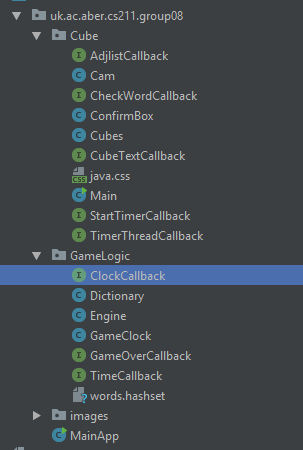 uk.ac.aber.cs211.group08
Cube
AdjlistCallback
Cam
CheckWordCallback
ConfirmBox
Cubes
CubeTextCallback
java.css
Main
StartTimerCallback
TimerThreadCallback
GameLogic
ClockCallback
Dictionary
Engine
GameClock
GameOverCallback
TimeCallback
words.hashset
images
MainApp